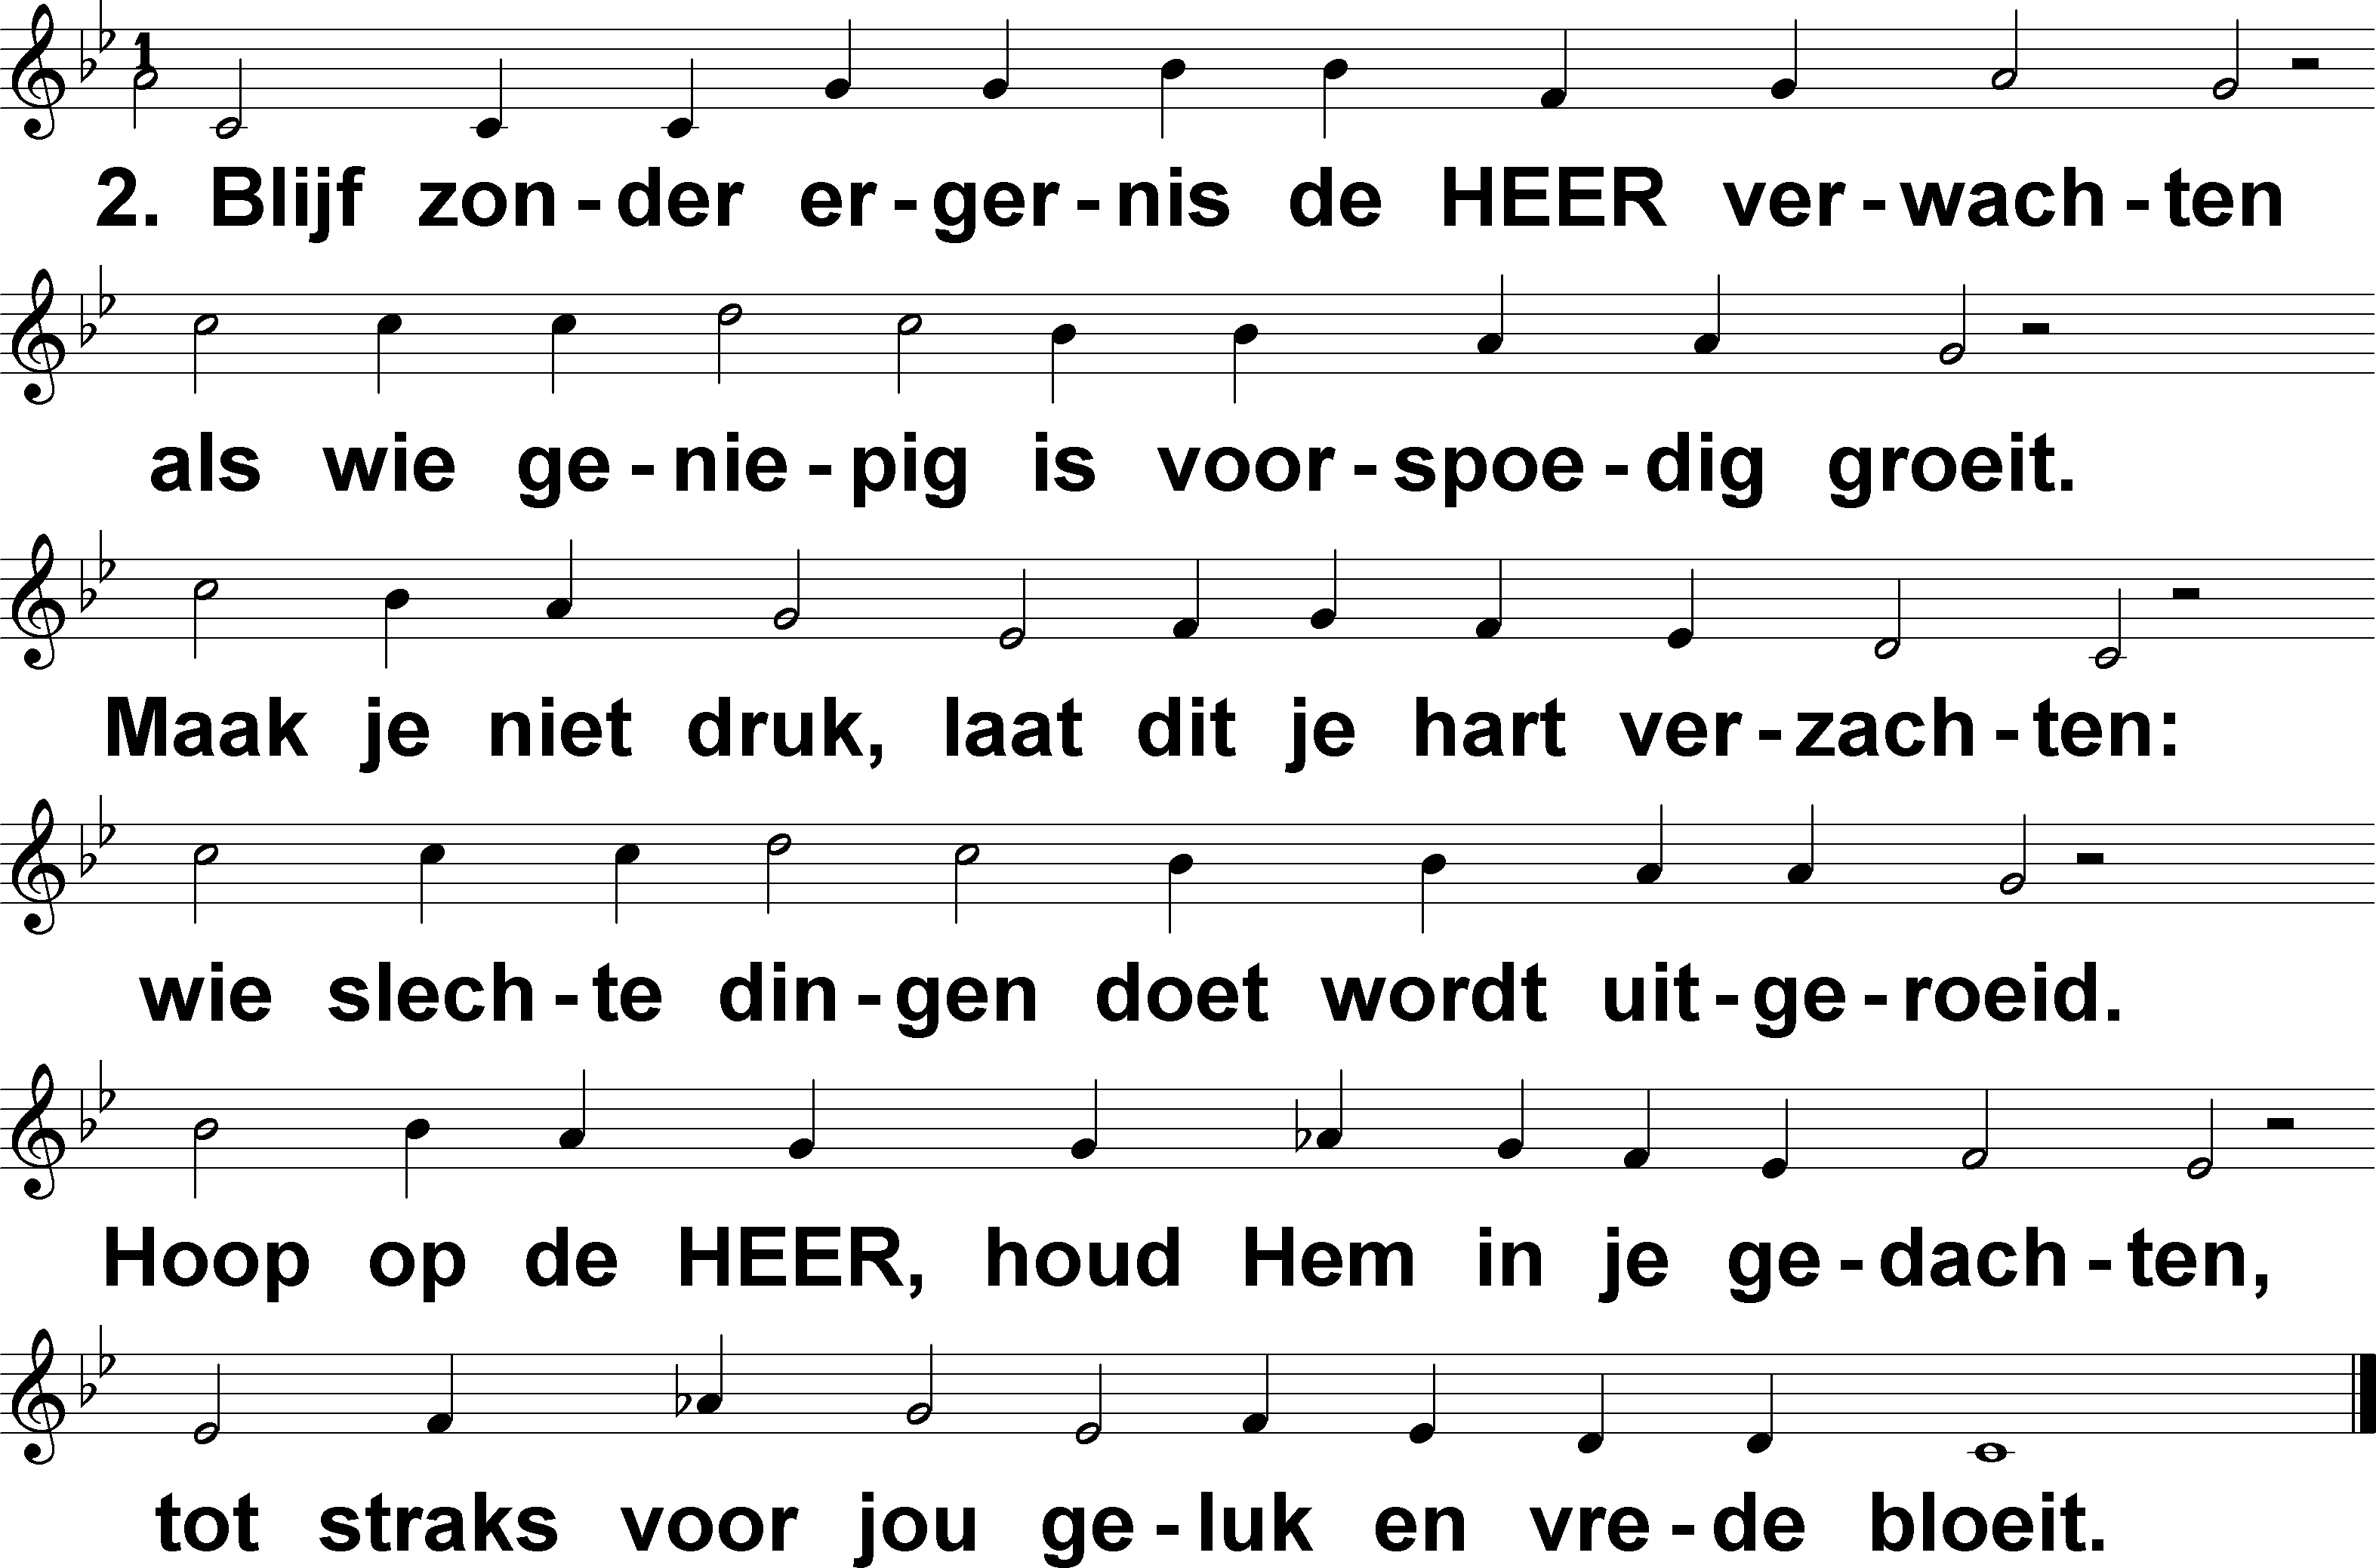 2. Blijf zon-der er-ger-nis de HEER ver-wach-ten
als wie ge-nie-pig is voor-spoe-dig groeit.
Maak je niet druk, laat dit je hart ver-zach-ten:
wie slech-te din-gen doet wordt uit-ge-roeid.
Hoop op de HEER, houd Hem in je ge-dach-ten,
tot straks voor jou ge-luk en vre-de bloeit.